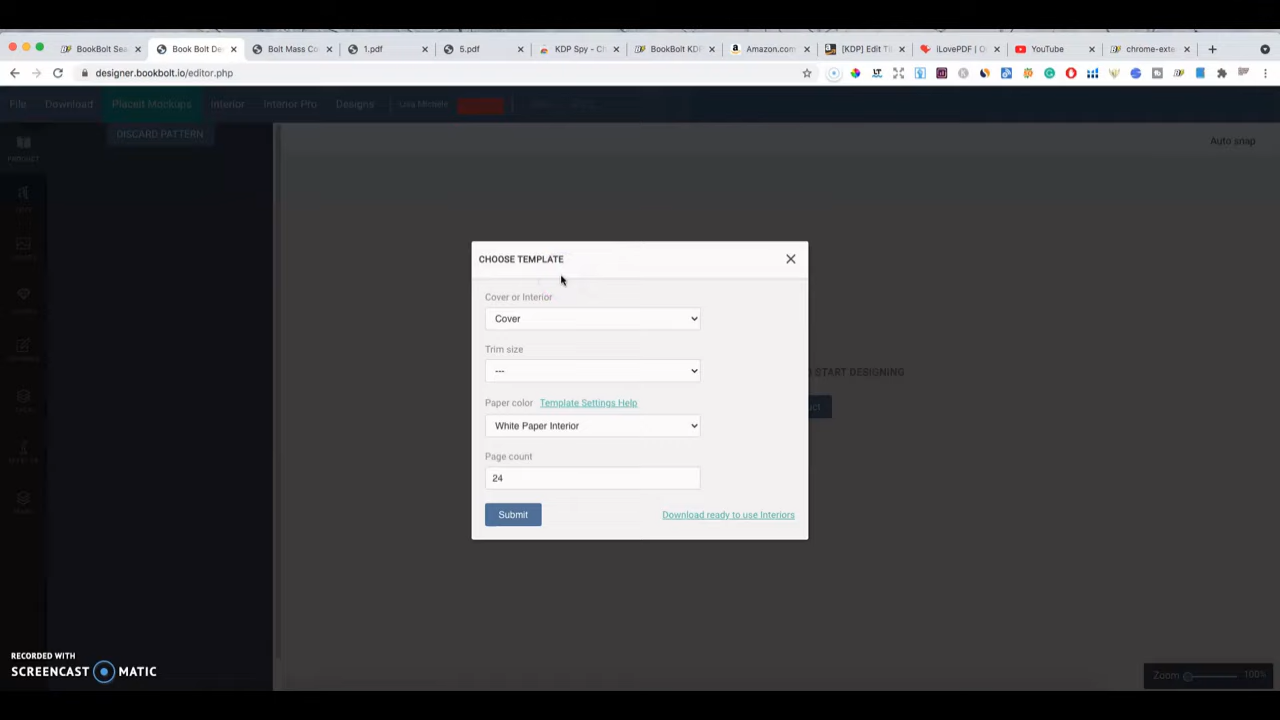 BookBolt Sea
Book Bolt De
Bolt Mass Co
1.pdf
5.pdf
KDP Spy - Ch
BookBolt KDP
Amazon.com
[KDP] Edit Ti
iLovePDF | O
YouTube
chrome-exte
designer.bookbolt.io/editor.php
File
Download
Placeit Mockups
Interior
Interior Pro
Designs
DISCARD PATTERN
PRODUCT
Auto snap
CHOOSE TEMPLATE
Cover or Interior
Cover
Trim size
---
START DESIGNING
Paper color Template Settings Help
White Paper Interior
Page count
24
Submit
Download ready to use Interiors
RECORDED WITH
SCREENCAST MATIC
Zoom 100%